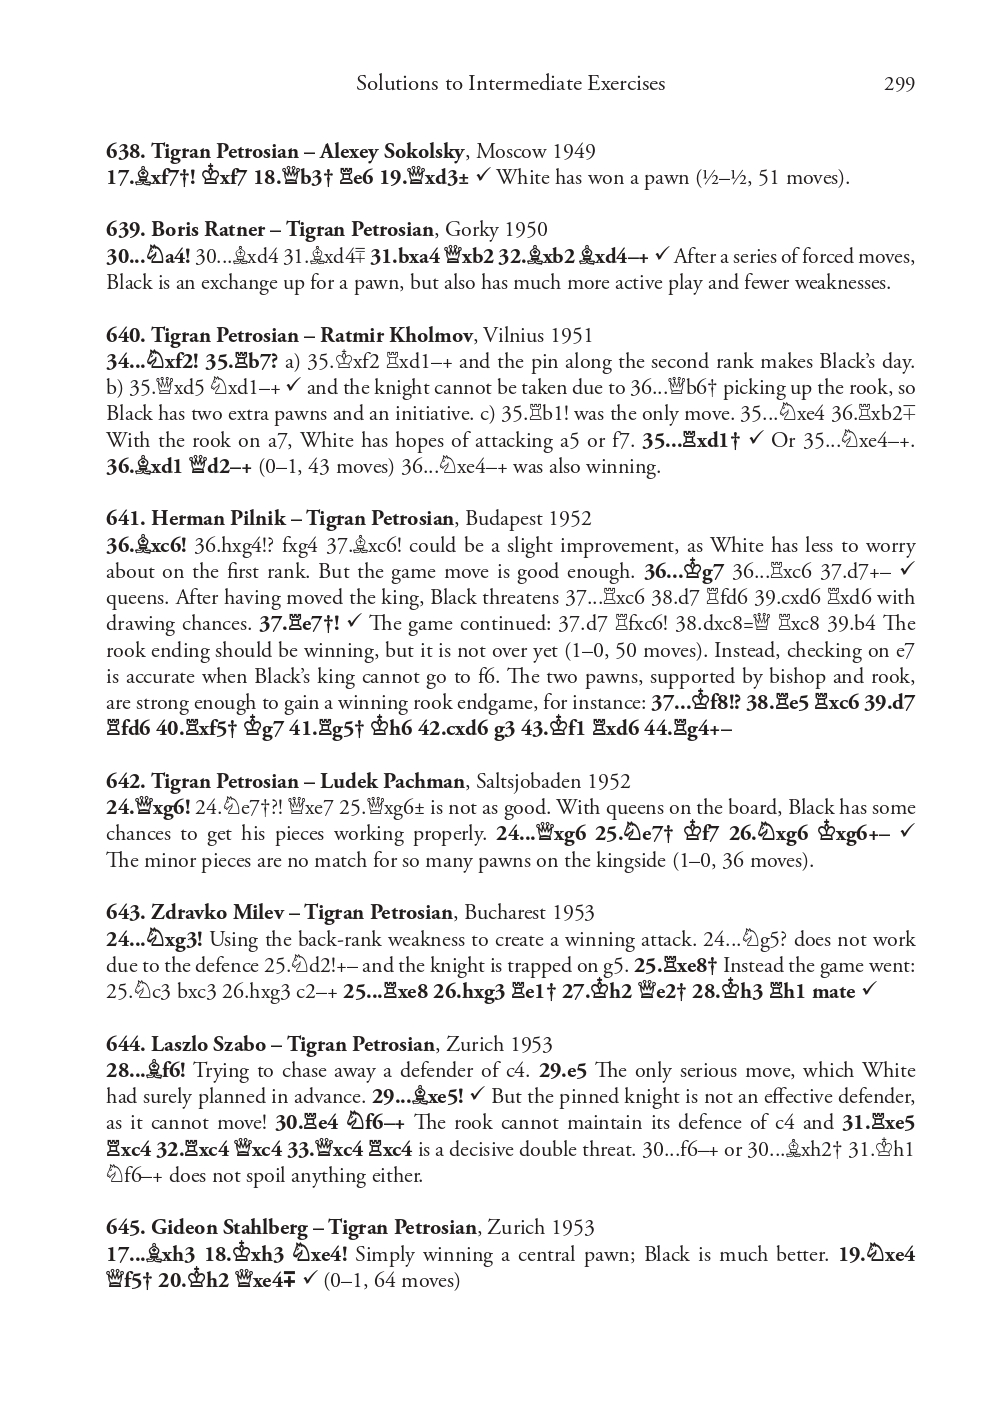 Solutions to Intermediate Exercises 299
638. Tigran Petrosian – Alexey Sokolsky, Moscow 1949
17.♗xf7†! ♔xf7 18.♕b3† ♖e6 19.♕xd3± ✓ White has won a pawn (½–½, 51 moves).
639. Boris Ratner – Tigran Petrosian, Gorky 1950
30...♘a4! 30...♗xd4 31.♗xd4⩱ 31.bxa4 ♕xb2 32.♗xb2 ♗xd4–+ ✓ After a series of forced moves,
Black is an exchange up for a pawn, but also has much more active play and fewer weaknesses.
640. Tigran Petrosian – Ratmir Kholmov, Vilnius 1951
34...♘xf2! 35.♖b7? a) 35.♔xf2 ♖xd1–+ and the pin along the second rank makes Black’s day.
b) 35.♕xd5 ♘xd1–+ ✓ and the knight cannot be taken due to 36...♕b6† picking up the rook, so
Black has two extra pawns and an initiative. c) 35.♖b1! was the only move. 35...♘xe4 36.♖xb2∓
With the rook on a7, White has hopes of attacking a5 or f7. 35...♖xd1† ✓ Or 35...♘xe4–+.
36.♗xd1 ♕d2–+ (0–1, 43 moves) 36...♘xe4–+ was also winning.
641. Herman Pilnik – Tigran Petrosian, Budapest 1952
36.♗xc6! 36.hxg4!? fxg4 37.♗xc6! could be a slight improvement, as White has less to worry
about on the first rank. But the game move is good enough. 36...♔g7 36...♖xc6 37.d7+– ✓
queens. After having moved the king, Black threatens 37...♖xc6 38.d7 ♖fd6 39.cxd6 ♖xd6 with
drawing chances. 37.♖e7†! ✓ The game continued: 37.d7 ♖fxc6! 38.dxc8=♕ ♖xc8 39.b4 The
rook ending should be winning, but it is not over yet (1–0, 50 moves). Instead, checking on e7
is accurate when Black’s king cannot go to f6. The two pawns, supported by bishop and rook,
are strong enough to gain a winning rook endgame, for instance: 37...♔f8!? 38.♖e5 ♖xc6 39.d7
♖fd6 40.♖xf5† ♔g7 41.♖g5† ♔h6 42.cxd6 g3 43.♔f1 ♖xd6 44.♖g4+–
642. Tigran Petrosian – Ludek Pachman, Saltsjobaden 1952
24.♕xg6! 24.♘e7†?! ♕xe7 25.♕xg6± is not as good. With queens on the board, Black has some
chances to get his pieces working properly. 24...♕xg6 25.♘e7† ♔f7 26.♘xg6 ♔xg6+– ✓
The minor pieces are no match for so many pawns on the kingside (1–0, 36 moves).
643. Zdravko Milev – Tigran Petrosian, Bucharest 1953
24...♘xg3! Using the back-rank weakness to create a winning attack. 24...♘g5? does not work
due to the defence 25.♘d2!+– and the knight is trapped on g5. 25.♖xe8† Instead the game went:
25.♘c3 bxc3 26.hxg3 c2–+ 25...♖xe8 26.hxg3 ♖e1† 27.♔h2 ♕e2† 28.♔h3 ♖h1 mate ✓
644. Laszlo Szabo – Tigran Petrosian, Zurich 1953
28...♗f6! Trying to chase away a defender of c4. 29.e5 The only serious move, which White
had surely planned in advance. 29...♗xe5! ✓ But the pinned knight is not an effective defender,
as it cannot move! 30.♖e4 ♘f6–+ The rook cannot maintain its defence of c4 and 31.♖xe5
♖xc4 32.♖xc4 ♕xc4 33.♕xc4 ♖xc4 is a decisive double threat. 30...f6–+ or 30...♗xh2† 31.♔h1
♘f6–+ does not spoil anything either.
645. Gideon Stahlberg – Tigran Petrosian, Zurich 1953
17...♗xh3 18.♔xh3 ♘xe4! Simply winning a central pawn; Black is much better. 19.♘xe4
♕f5† 20.♔h2 ♕xe4∓ ✓ (0–1, 64 moves)